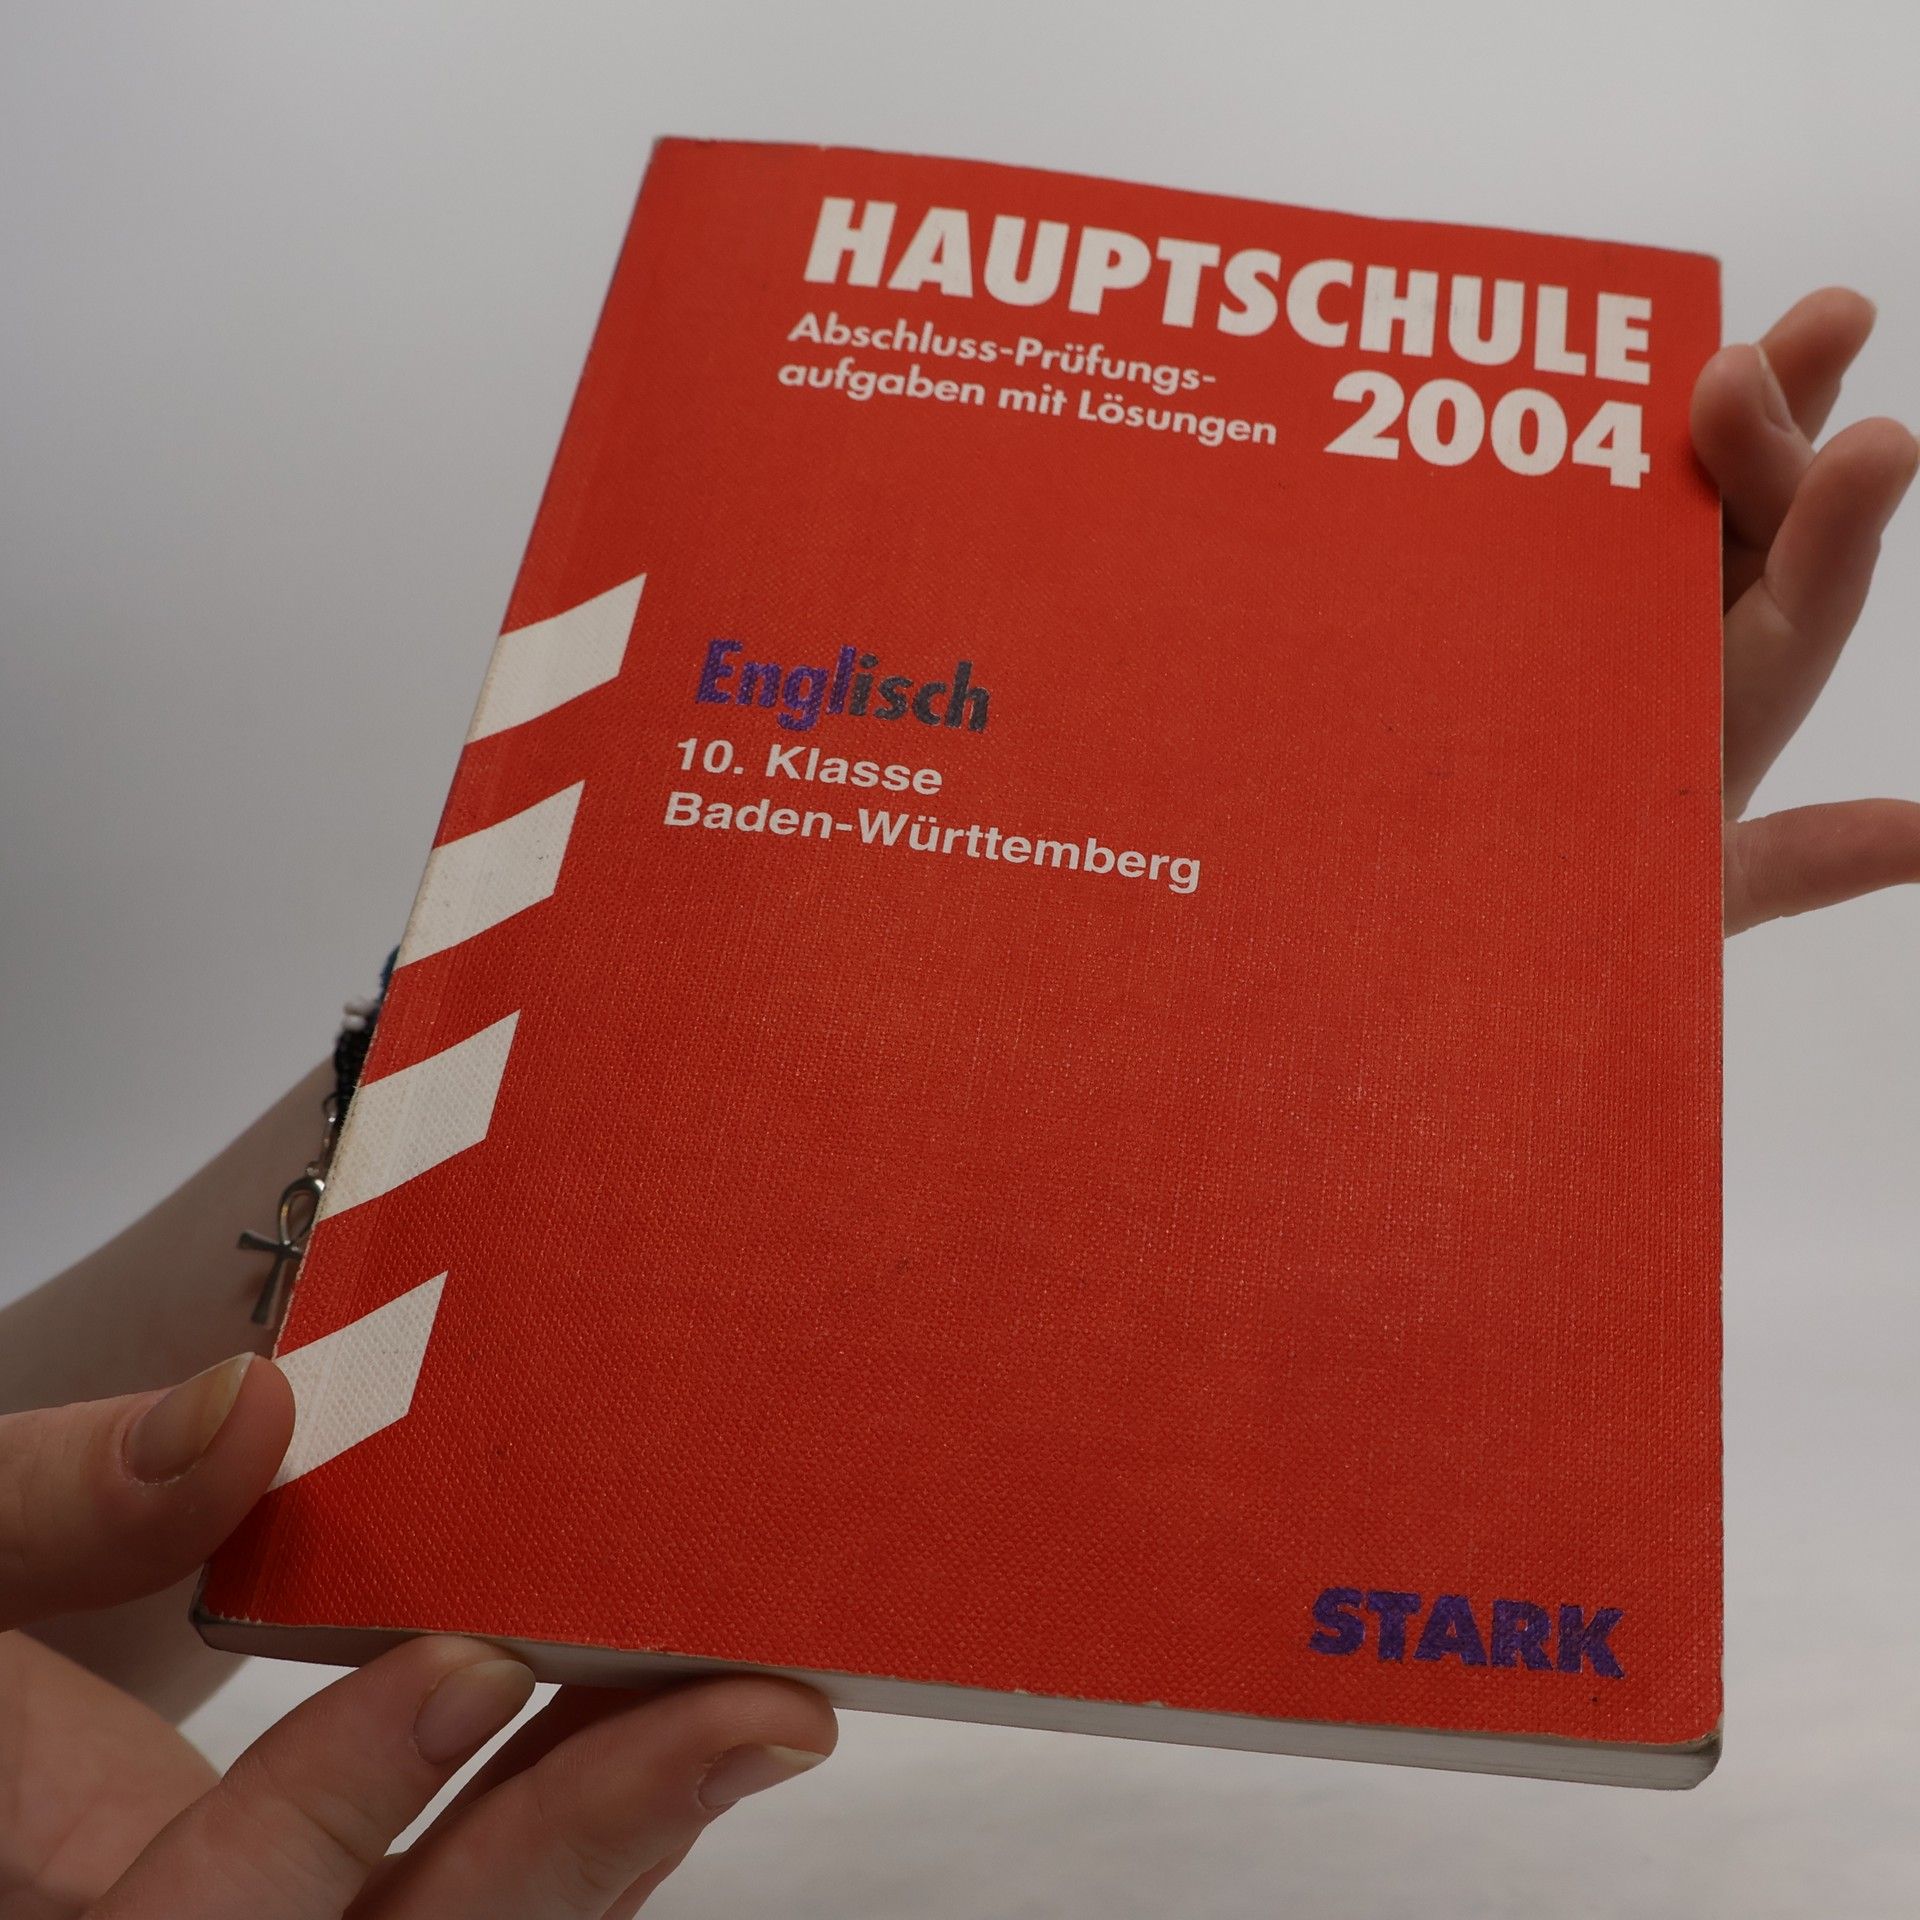 HAUPTSCHULE
Abschluss-Prüfungs-
aufgaben mit Lösungen
2004
Englisch
10. Klasse
Baden-Württemberg
STARK